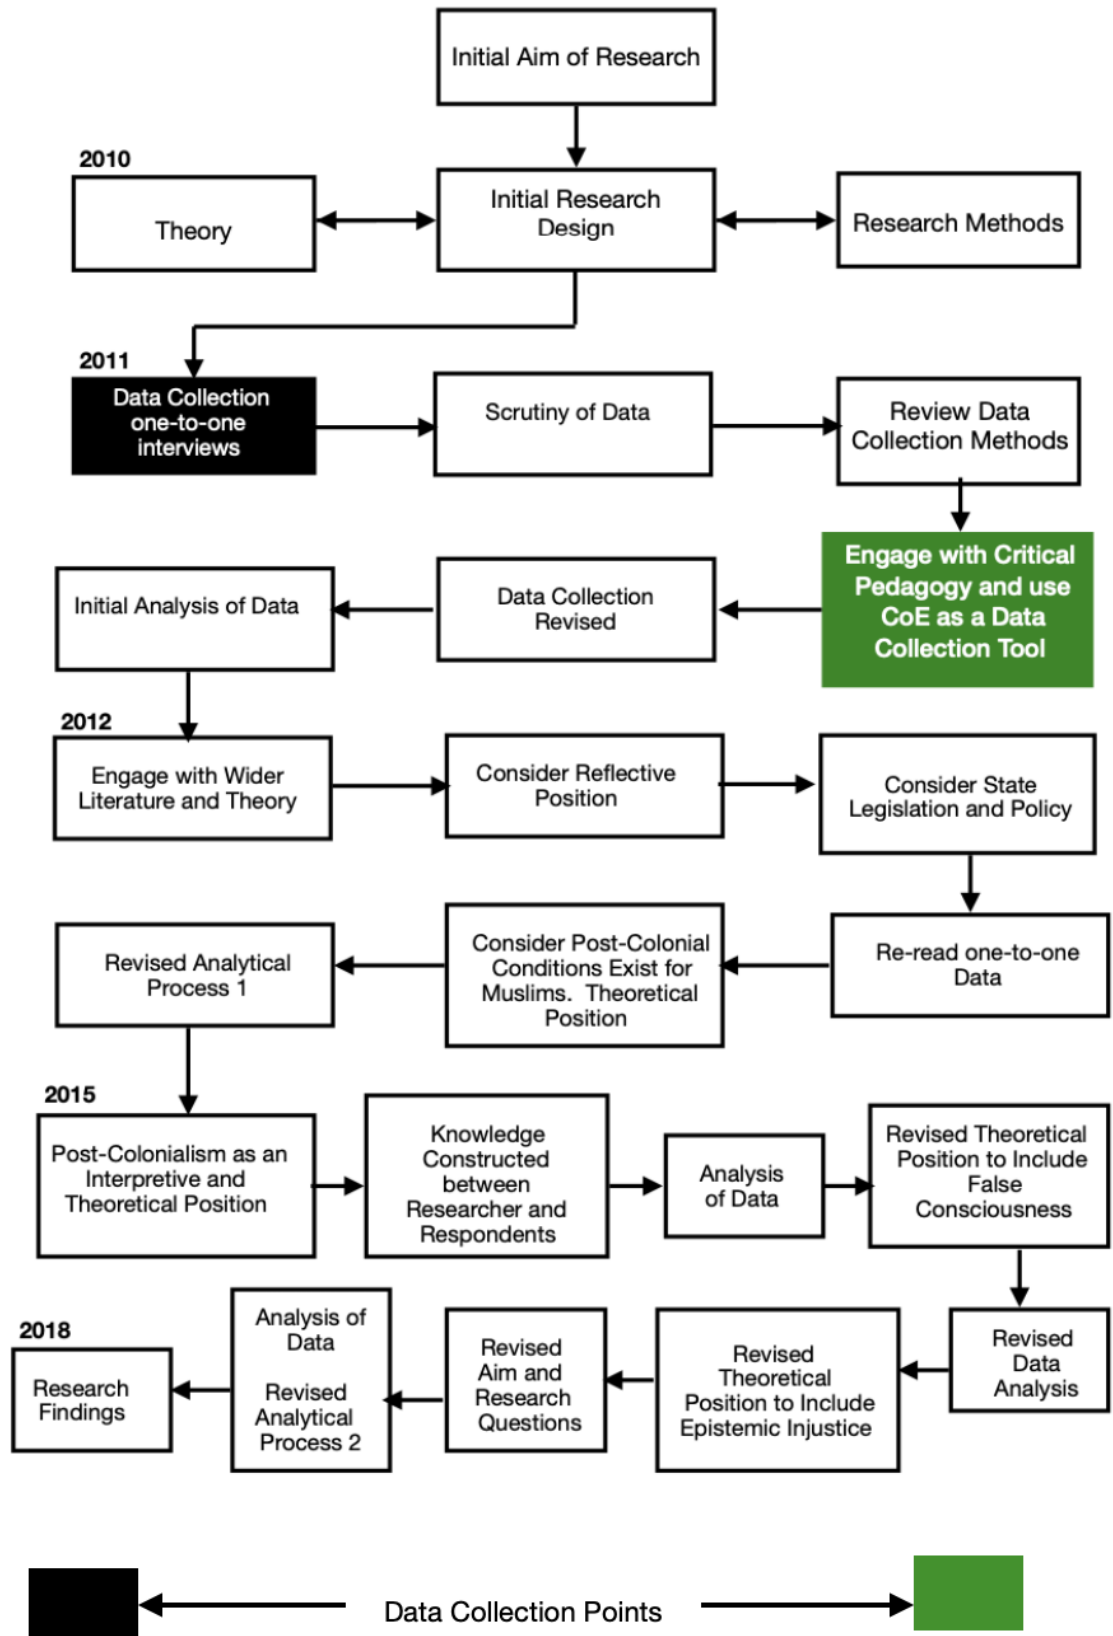 Initial Aim of Research
2010
Theory
Initial Research
Design
Research Methods
2011
Data Collection
one-to-one
interviews
Scrutiny of Data
Review Data
Collection Methods
Engage with Critical
Pedagogy and use
CoE as a Data
Collection Tool
Data Collection
Revised
Initial Analysis of Data
2012
Engage with Wider
Literature and Theory
Consider Reflective
Position
Consider State
Legislation and Policy
Re-read one-to-one
Data
Consider Post-Colonial
Conditions Exist for
Muslims. Theoretical
Position
Revised Analytical
Process 1
2015
Post-Colonialism as an
Interpretive and
Theoretical Position
Knowledge
Constructed
between
Researcher and
Respondents
Analysis
of Data
Revised Theoretical
Position to Include
False
Consciousness
Revised
Data
Analysis
Revised
Theoretical
Position to Include
Epistemic Injustice
Revised
Aim and
Research
Questions
Analysis of
Data
Revised
Analytical
Process 2
2018
Research
Findings
Data Collection Points